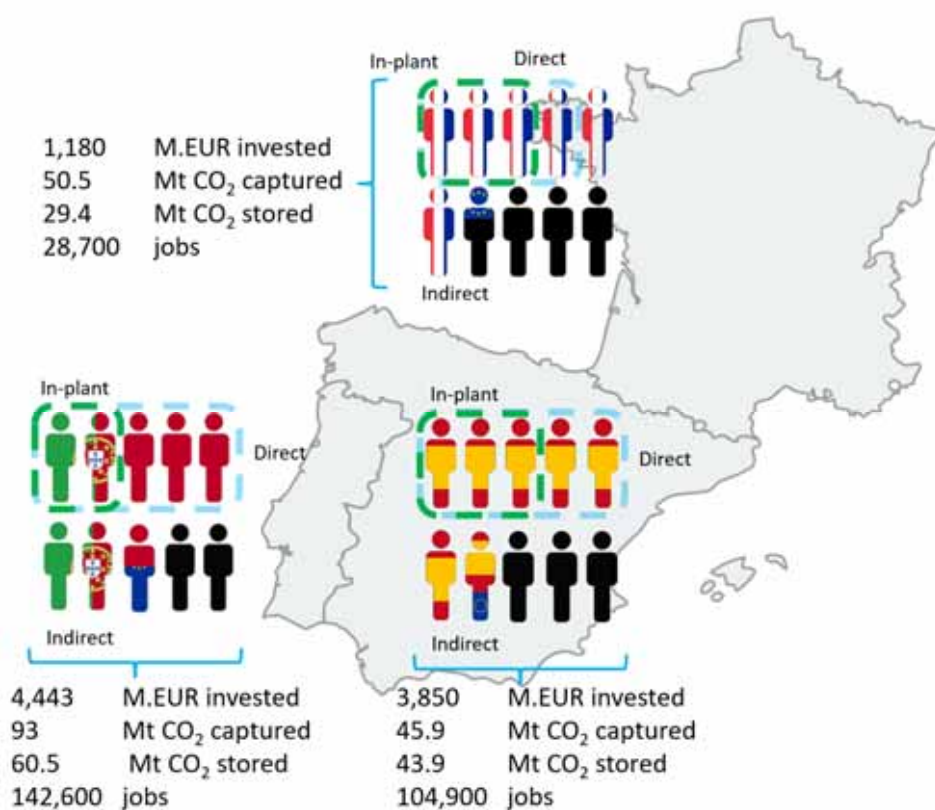 In-plant Direct
1,180 M.EUR invested
50.5 Mt CO₂ captured
29.4 Mt CO₂ stored
28,700 jobs
Indirect
In-plant
Direct
Indirect
4,443 M.EUR invested
93 Mt CO₂ captured
60.5 Mt CO₂ stored
142,600 jobs
In-plant
Direct
Indirect
3,850 M.EUR invested
45.9 Mt CO₂ captured
43.9 Mt CO₂ stored
104,900 jobs